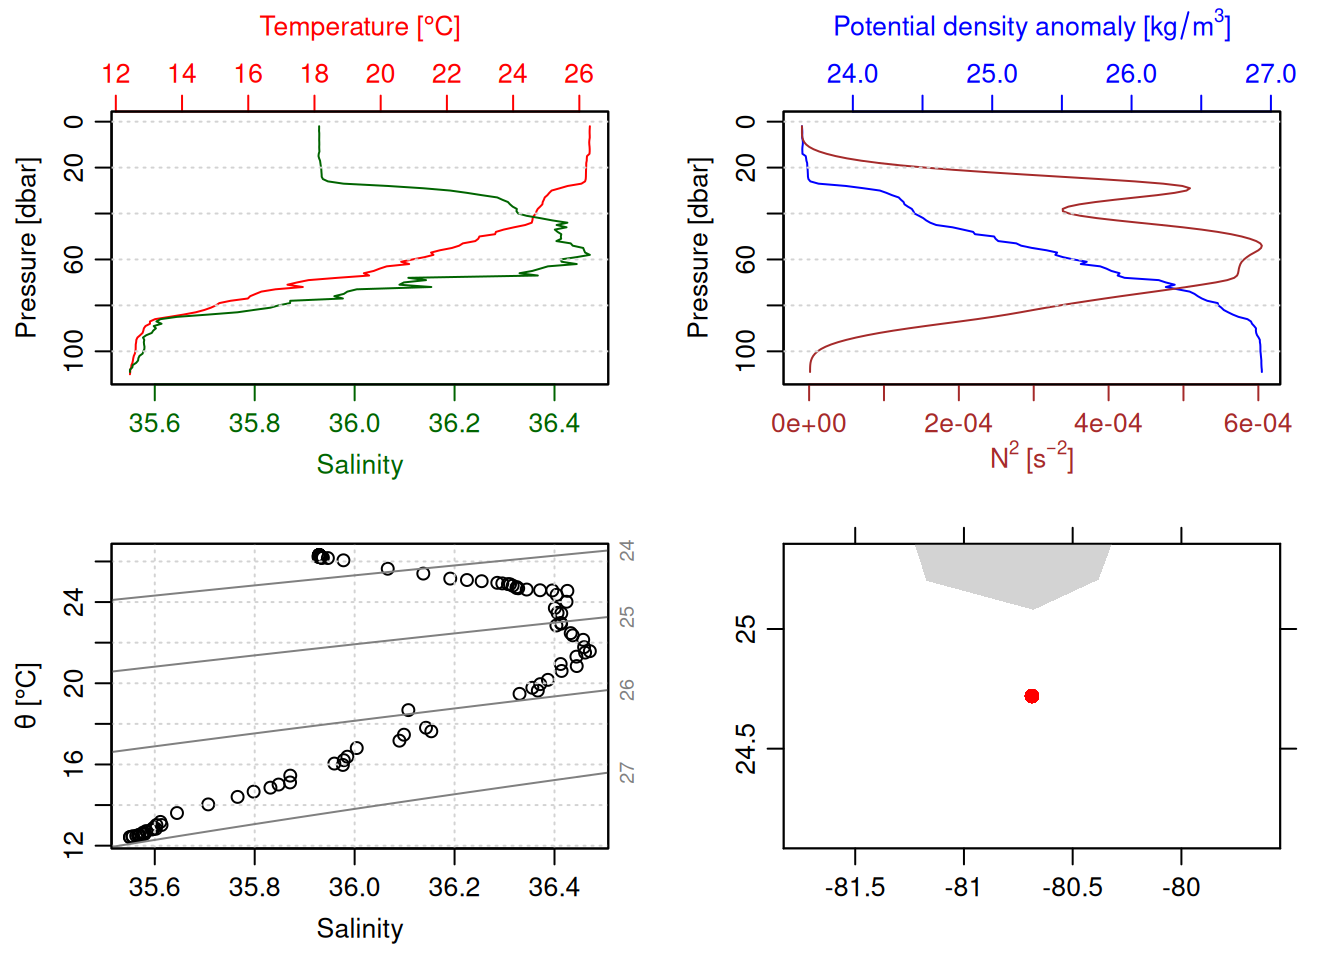 Temperature [°C]
12 14 16 18 20 22 24 26
0
20
60
100
Pressure [dbar]
35.6 35.8 36.0 36.2 36.4
Salinity
Potential density anomaly [kg/m³]
24.0 25.0 26.0 27.0
0
20
60
100
Pressure [dbar]
0e+00 2e-04 4e-04 6e-04
N² [s⁻²]
24
25
26
27
24
20
16
12
θ [°C]
35.6 35.8 36.0 36.2 36.4
Salinity
25
24.5
-81.5 -81 -80.5 -80